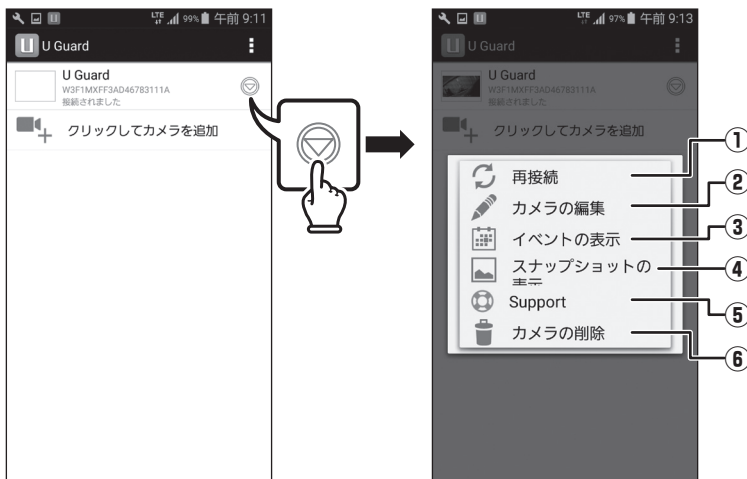 LTE 99% 午前 9:11
U U Guard
U Guard
W3F1MXFF3AD46783111A
接続されました
クリックしてカメラを追加
LTE 97% 午前 9:13
U U Guard
U Guard
W3F1MXFF3AD46783111A
接続されました
クリックしてカメラを追加
再接続 ①
カメラの編集 ②
イベントの表示 ③
スナップショットの ④
表示
Support ⑤
カメラの削除 ⑥